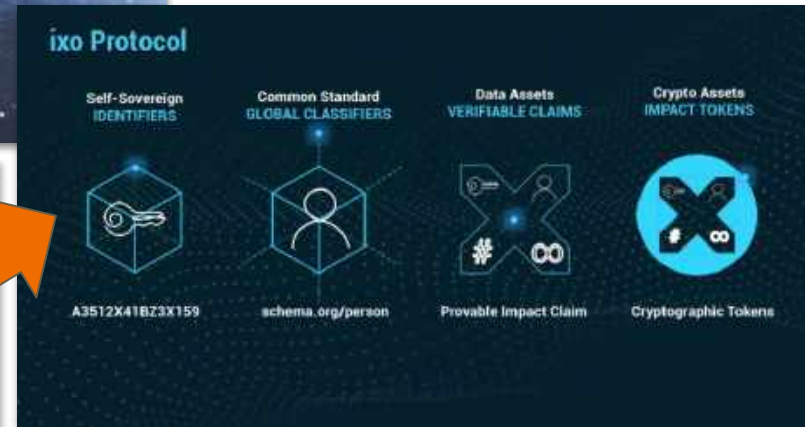 ixo Protocol
Self-Sovereign
IDENTIFIERS
Common Standard
GLOBAL CLASSIFIERS
Data Assets
VERIFIABLE CLAIMS
Crypto Assets
IMPACT TOKENS
#
#
A3512X41BZ3X159
schema.org/person
Provable Impact Claim
Cryptographic Tokens